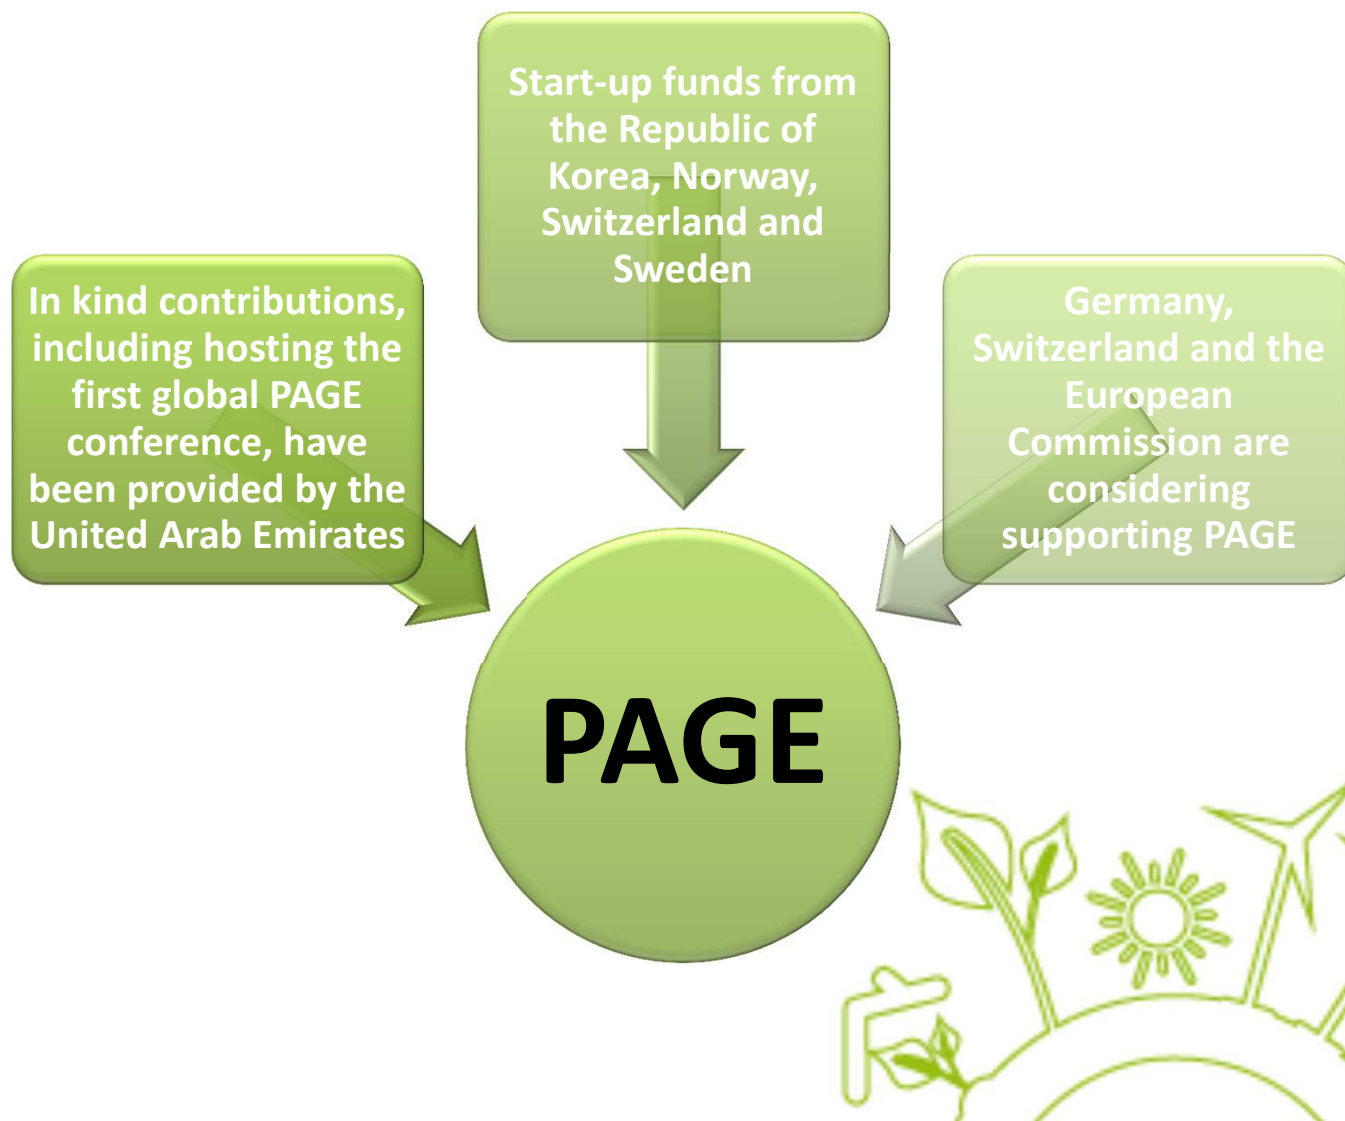 Start-up funds from
the Republic of
Korea, Norway,
Switzerland and
Sweden
In kind contributions,
including hosting the
first global PAGE
conference, have
been provided by the
United Arab Emirates
Germany,
Switzerland and the
European
Commission are
considering
supporting PAGE
PAGE